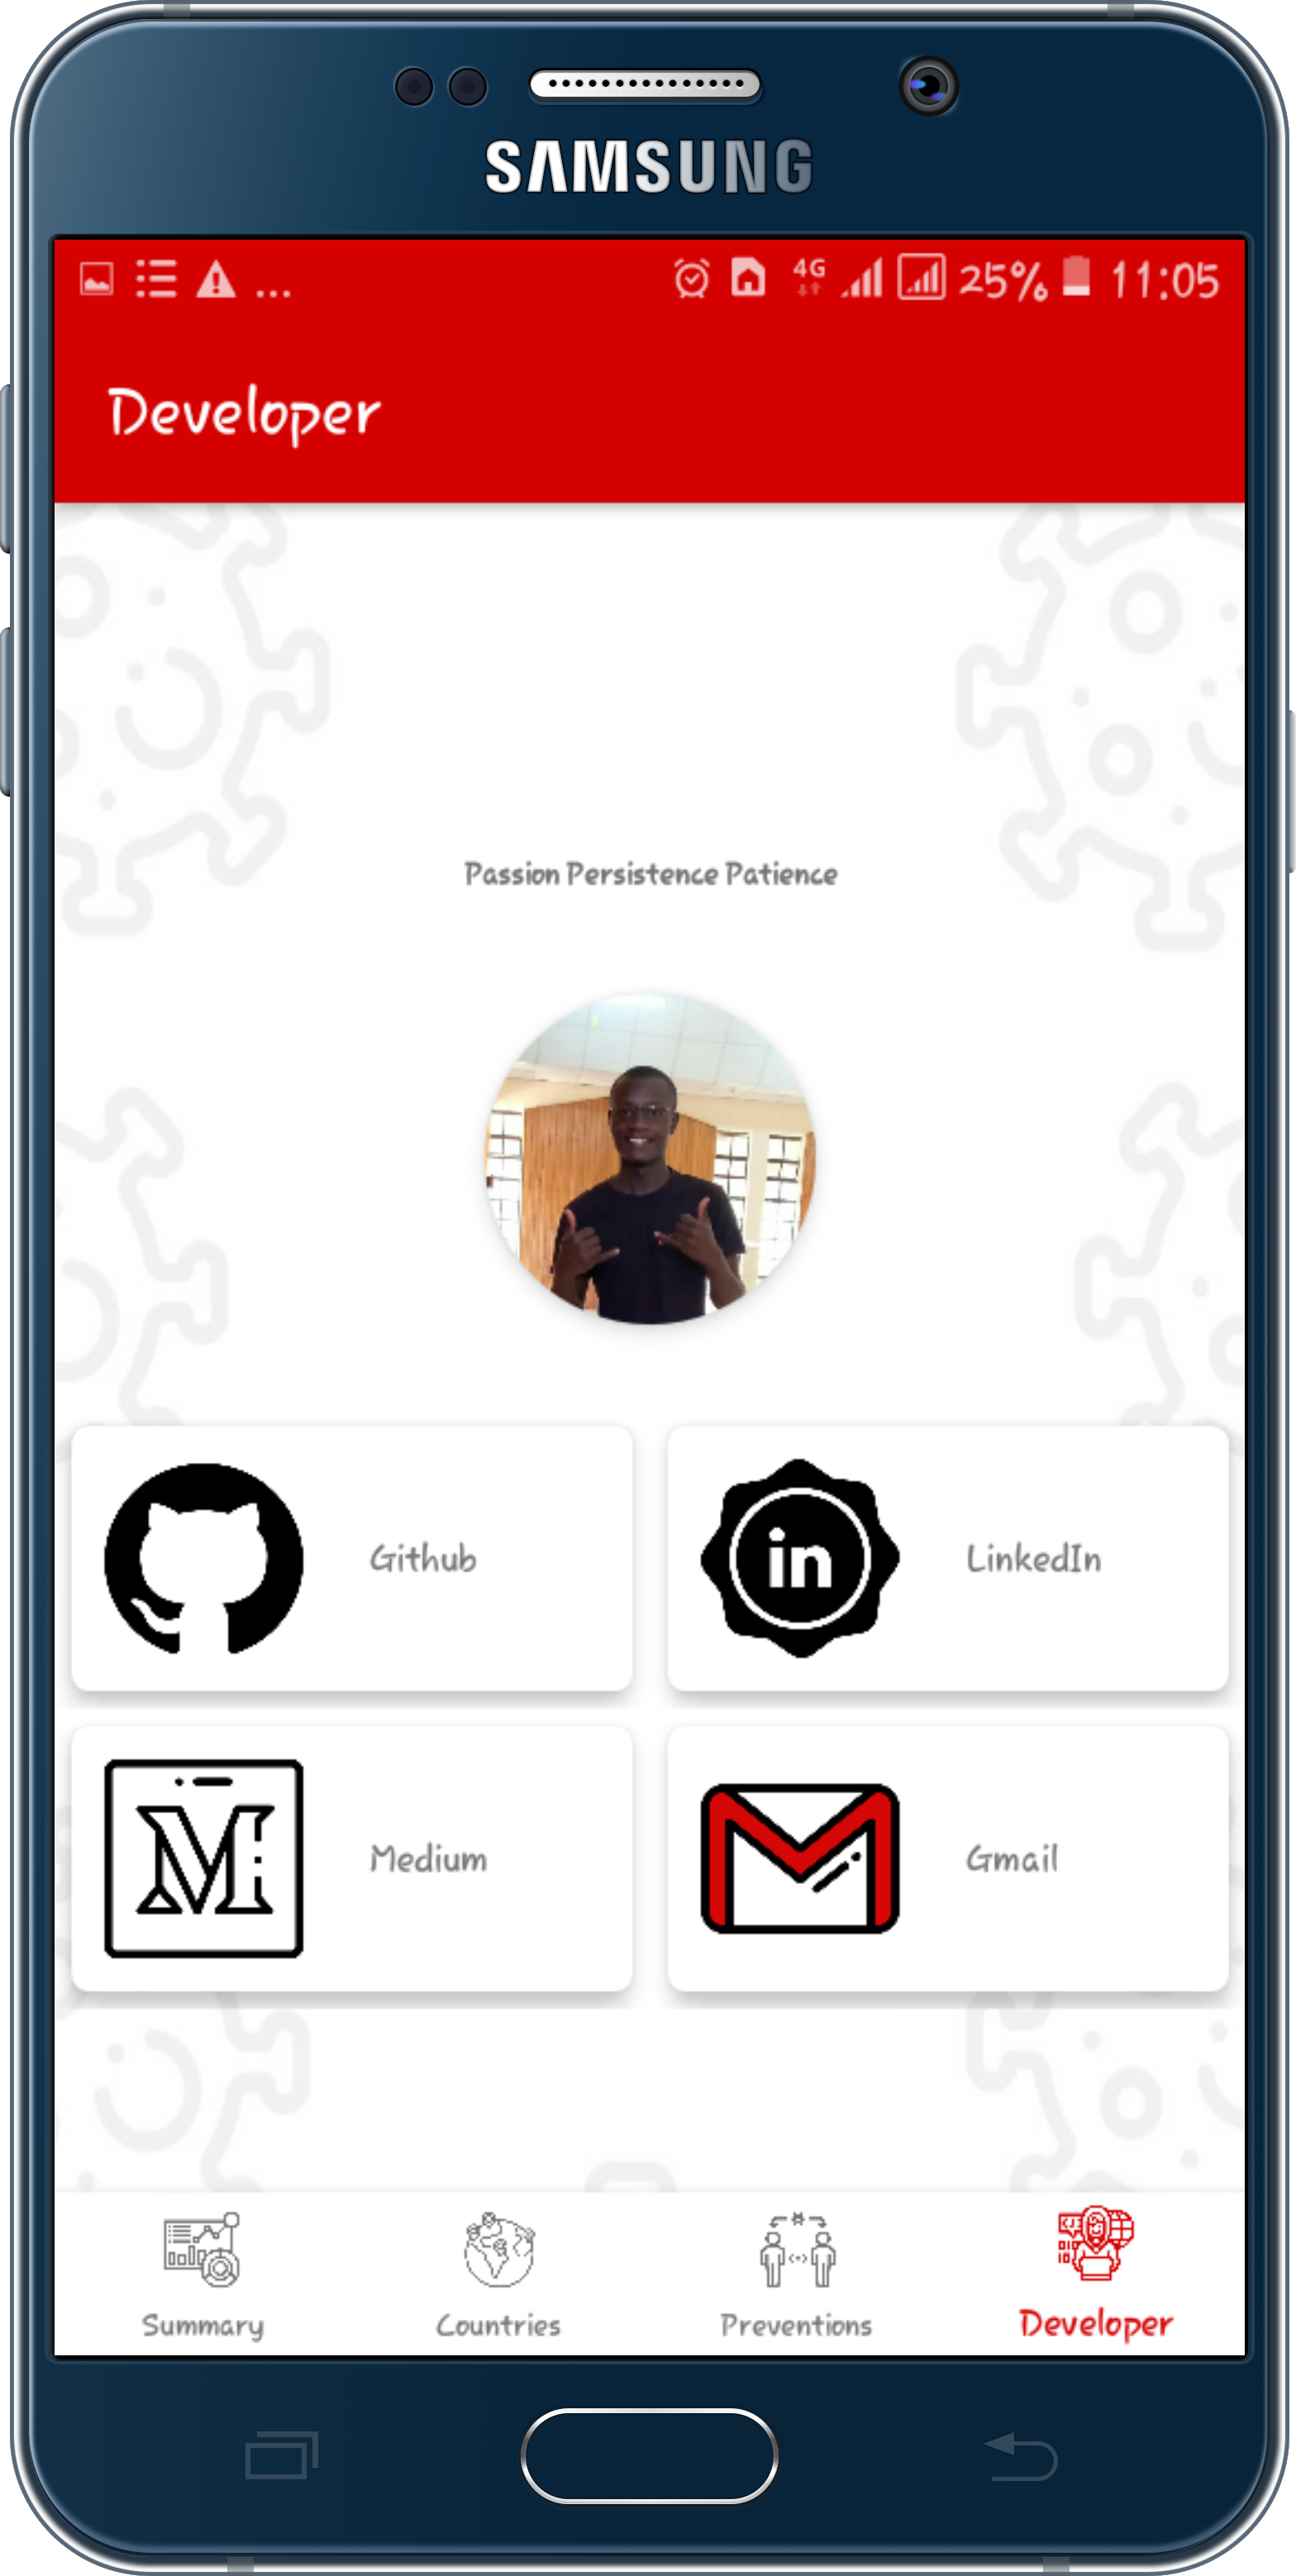 SAMSUNG
... 4G 25% 11:05
Developer
Passion Persistence Patience
Github
in LinkedIn
M Medium
Gmail
Summary Countries Preventions Developer